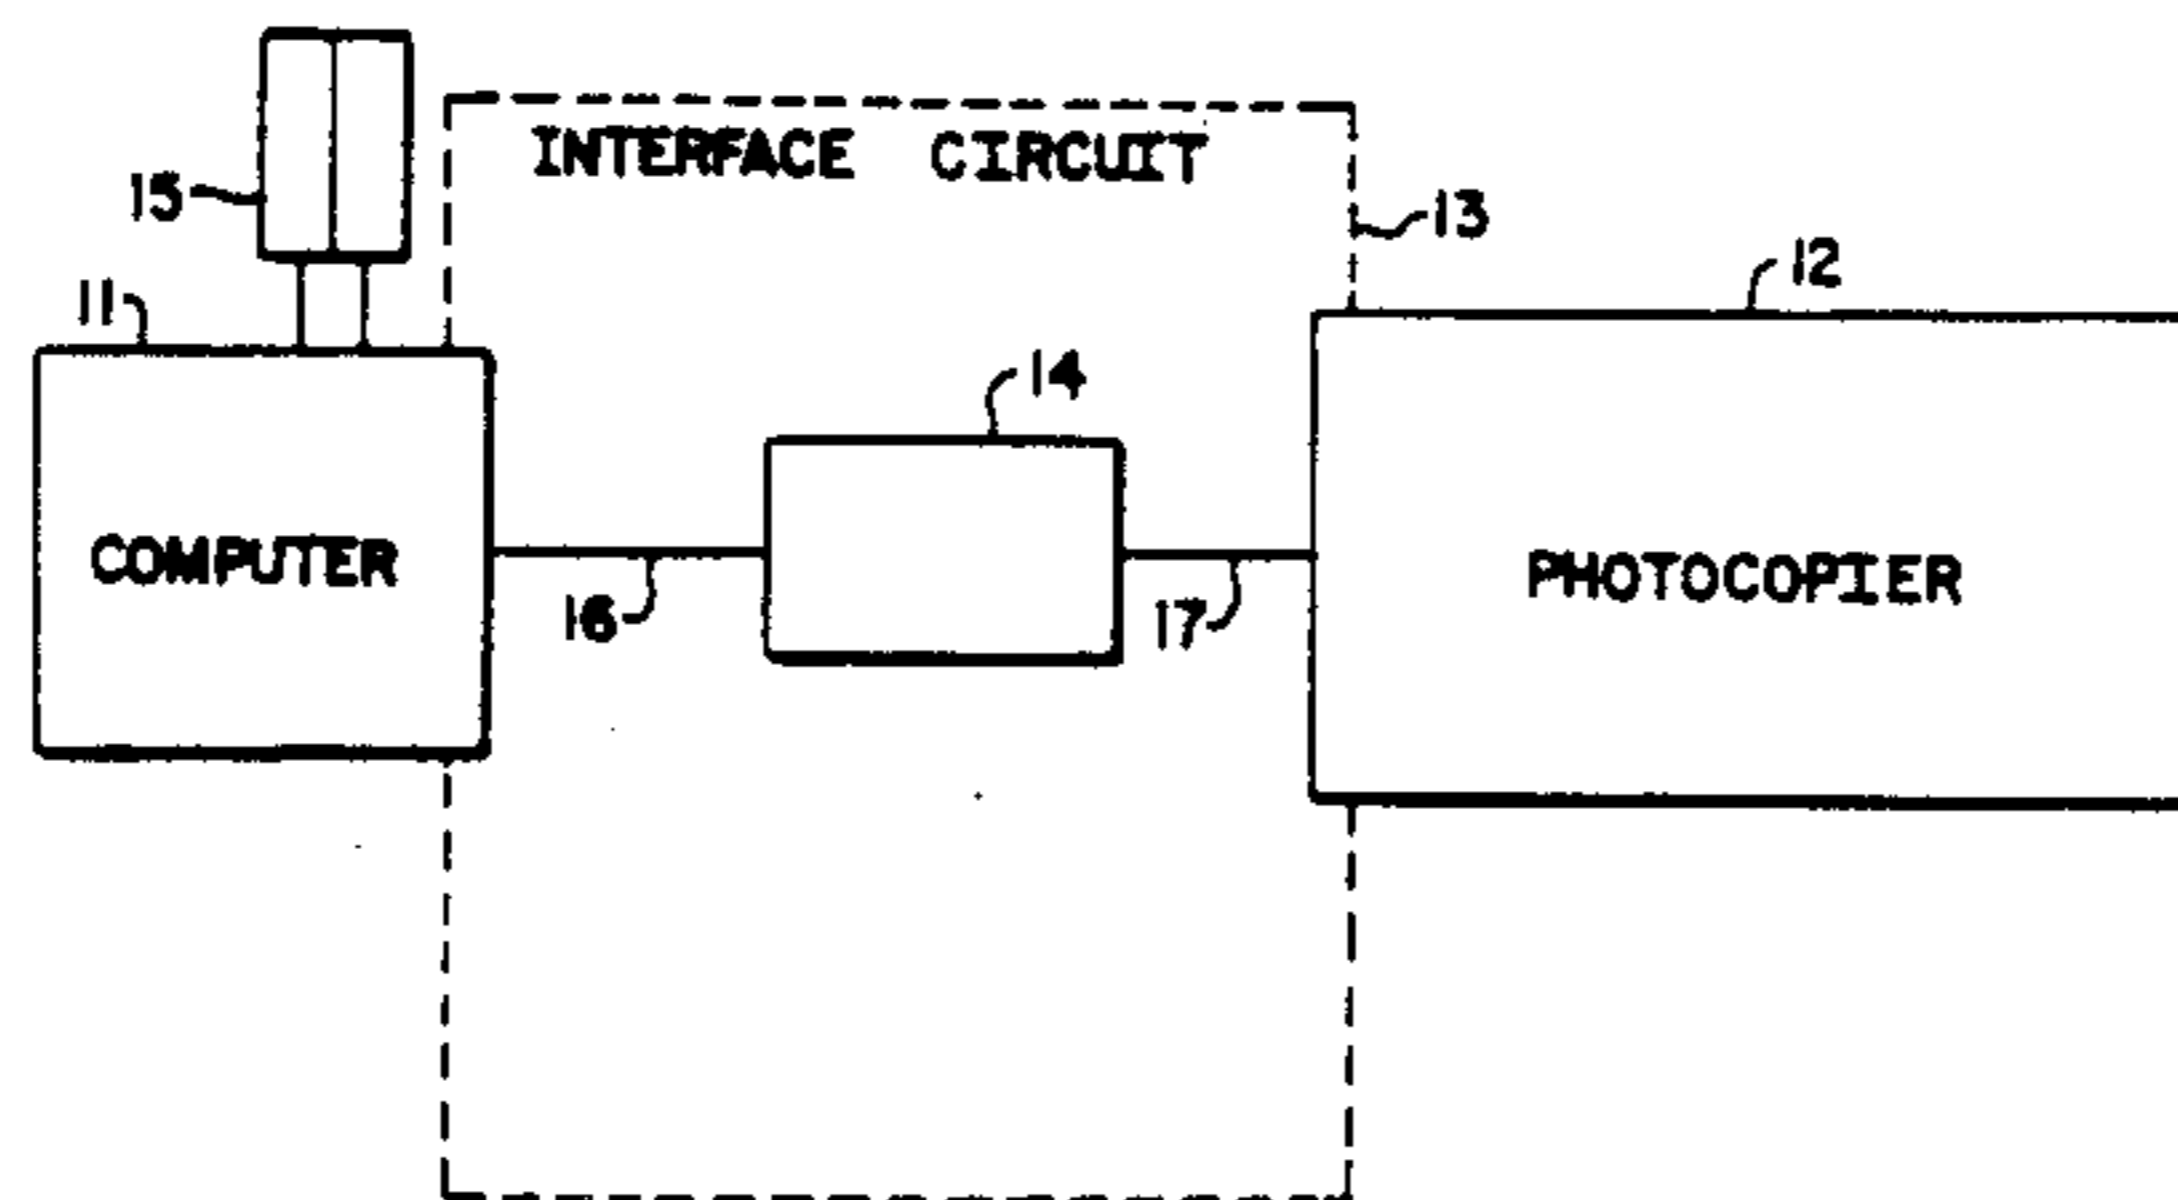 INTERFACE CIRCUIT
15
13
12
11
14
COMPUTER
PHOTOCOPIER
16
17